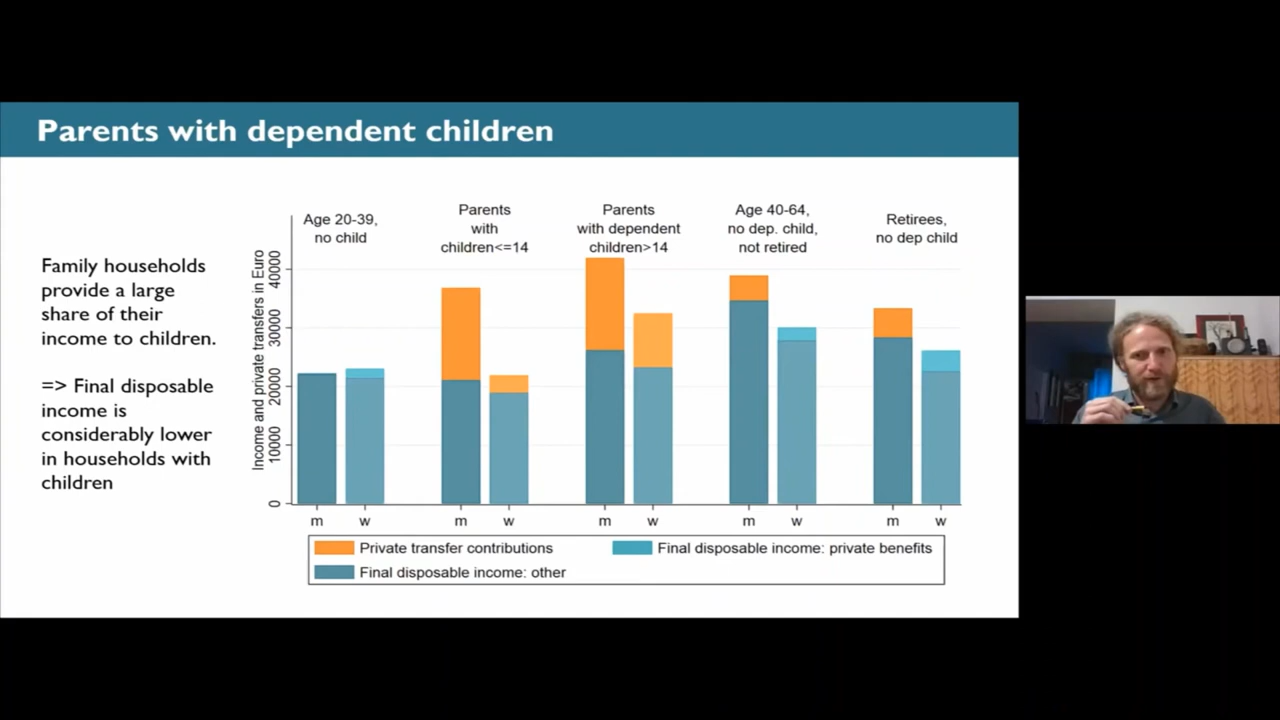 Parents with dependent children
Family households
provide a large
share of their
income to children.
=> Final disposable
income is
considerably lower
in households with
children
Income and private transfers in Euro
40000
30000
20000
10000
0
Age 20-39,
no child
Parents
with
children<=14
Parents
with dependent
children>14
Age 40-64,
no dep. child,
not retired
Retirees,
no dep child
m w m w m w m w m w
Private transfer contributions
Final disposable income: private benefits
Final disposable income: other